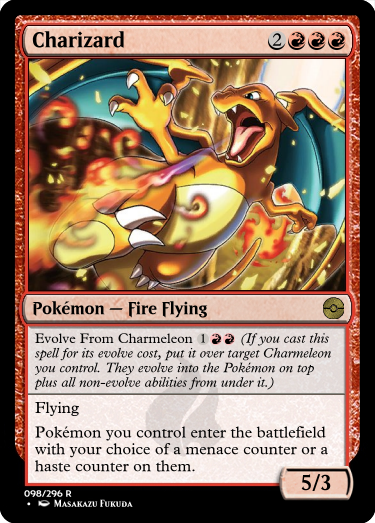 Charizard 2
Pokémon — Fire Flying
Evolve From Charmeleon 1 (If you cast
this spell for its evolve cost, put it over target Charmeleon
you control. They evolve into the Pokémon on top
plus all non-evolve abilities from under it.)
Flying
Pokémon you control enter the battlefield
with your choice of a menace counter or a
haste counter on them.
5/3
098/296 R
• Masakazu Fukuda